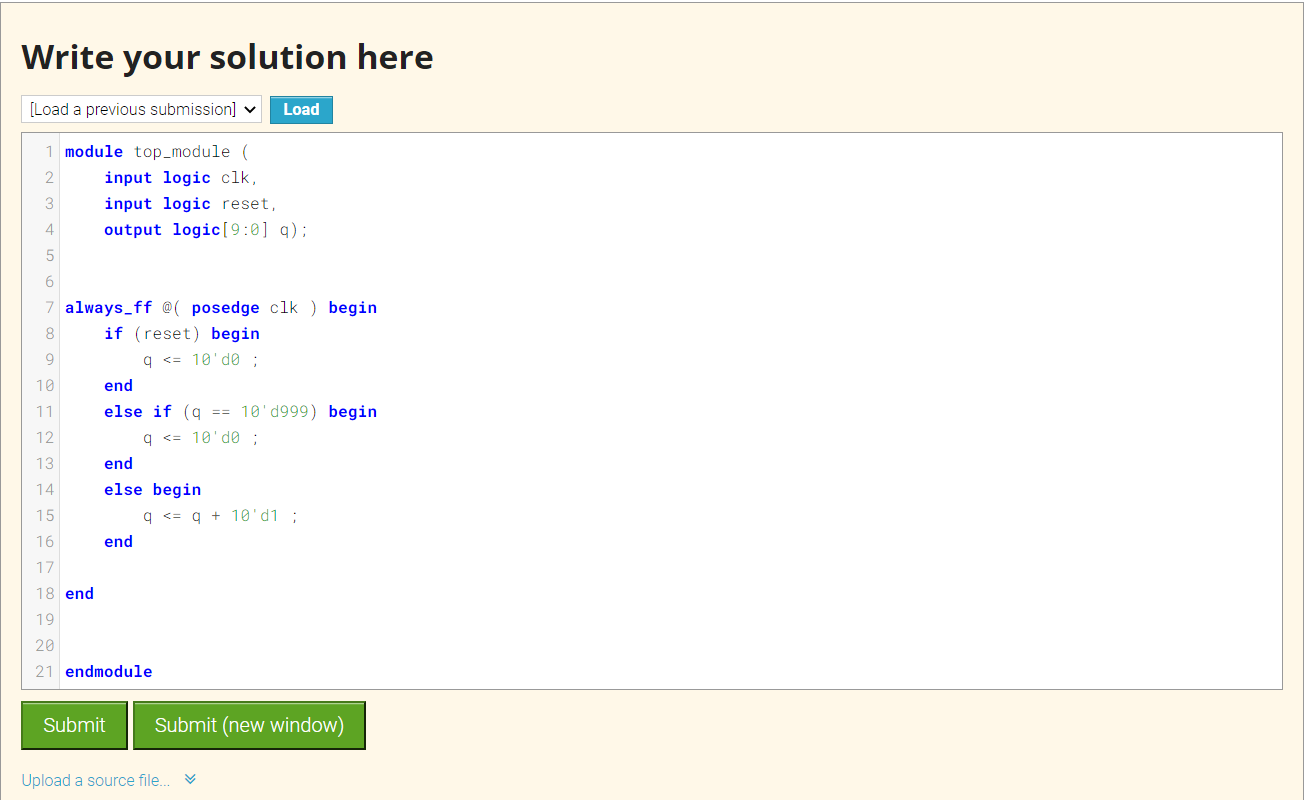 Write your solution here
[Load a previous submission] Load
1 module top_module (
2     input logic clk,
3     input logic reset,
4     output logic[9:0] q);
5
6
7 always_ff @( posedge clk ) begin
8     if (reset) begin
9         q <= 10'd0 ;
10     end
11     else if (q == 10'd999) begin
12         q <= 10'd0 ;
13     end
14     else begin
15         q <= q + 10'd1 ;
16     end
17
18 end
19
20
21 endmodule
Submit Submit (new window)
Upload a source file...